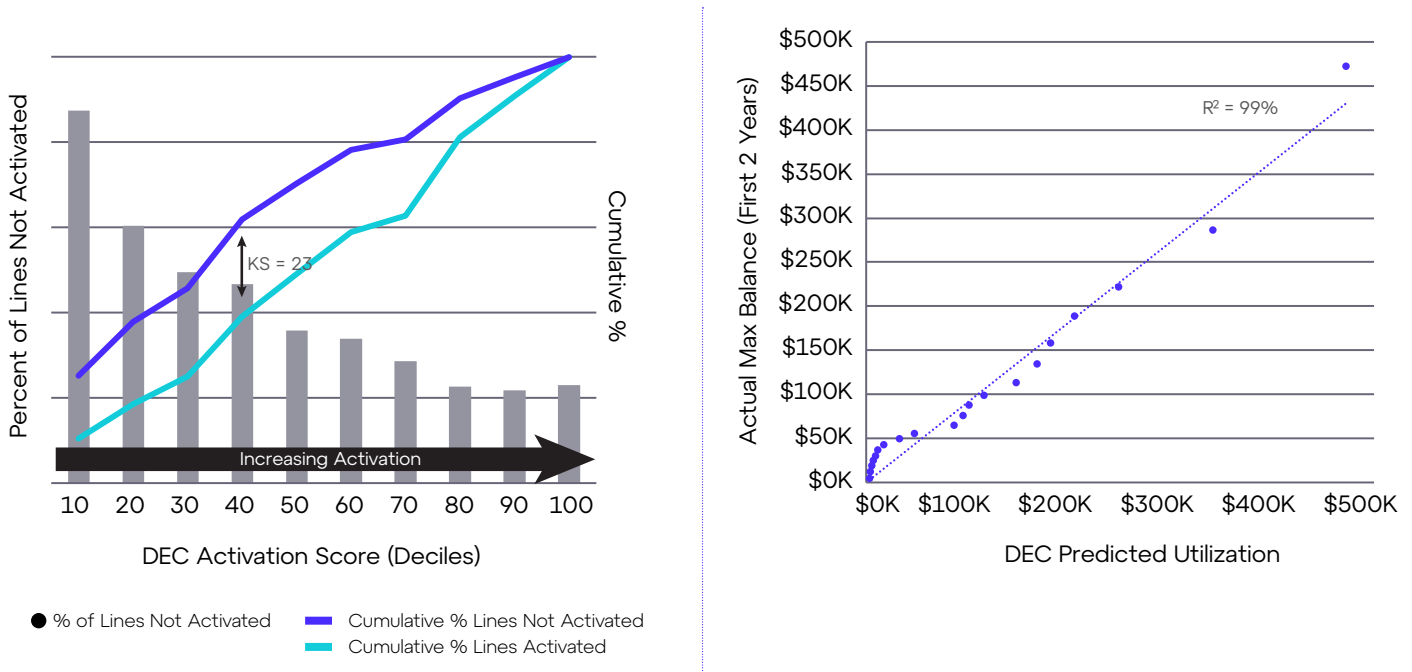 Percent of Lines Not Activated
Cumulative %
KS = 23
Increasing Activation
10 20 30 40 50 60 70 80 90 100
DEC Activation Score (Deciles)
% of Lines Not Activated
Cumulative % Lines Not Activated
Cumulative % Lines Activated
Actual Max Balance (First 2 Years)
$500K
$450K
$400K
$350K
$300K
$250K
$200K
$150K
$100K
$50K
$0K
R² = 99%
$0K $100K $200K $300K $400K $500K
DEC Predicted Utilization